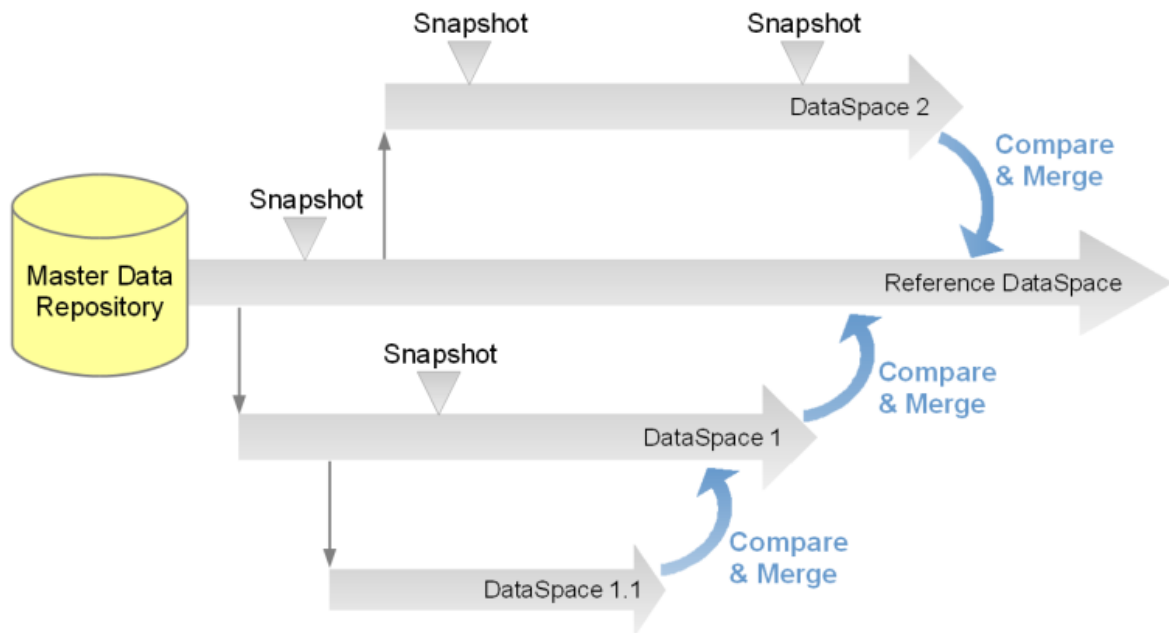 Snapshot
Snapshot
DataSpace 2
Compare
& Merge
Snapshot
Master Data
Repository
Reference DataSpace
Snapshot
Compare
& Merge
DataSpace 1
Compare
& Merge
DataSpace 1.1